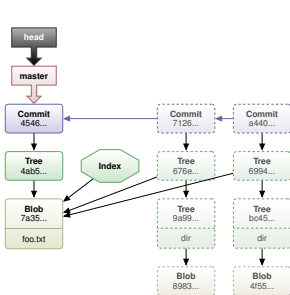 head
master
Commit
4546...
Commit
7126...
Commit
a440...
Tree
4ab5...
Index
Tree
676e...
Tree
6994...
Blob
7a35...
foo.txt
Tree
9a99...
dir
Tree
bc45...
dir
Blob
8983...
Blob
4f55...